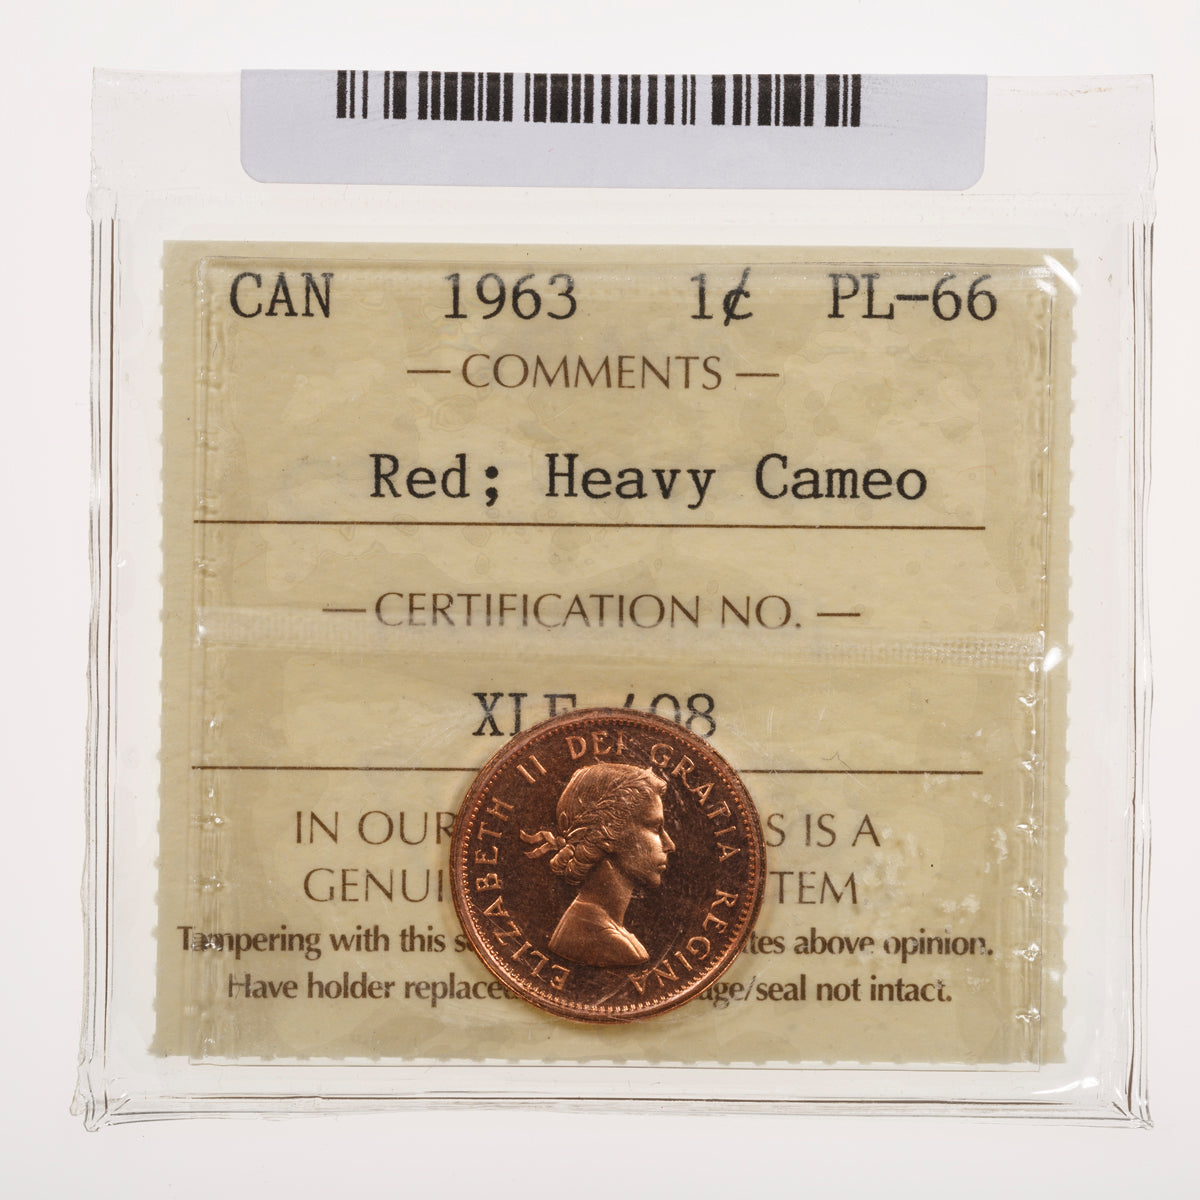 CAN 1963 1¢ PL-66
— COMMENTS —
Red; Heavy Cameo
— CERTIFICATION NO. —
408
IN OUR S IS A
GENUI TEM
Tampering with this s tes above opinion.
Have holder replaced age/seal not intact.
ELIZABETH II DEI GRATIA REGINA